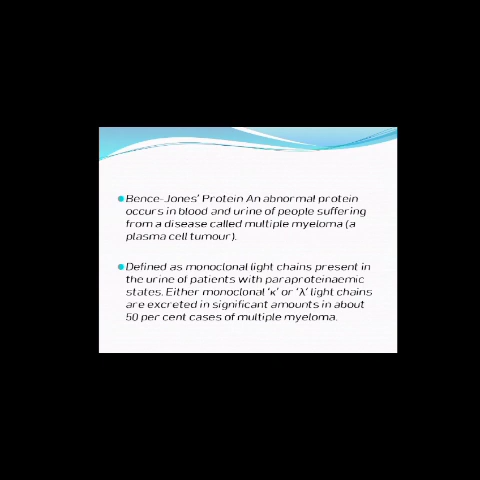 Bence-Jones' Protein An abnormal protein
occurs in blood and urine of people suffering
from a disease called multiple myeloma (a
plasma cell tumour).
Defined as monoclonal light chains present in
the urine of patients with paraproteinaemic
states. Either monoclonal 'κ' or 'λ' light chains
are excreted in significant amounts in about
50 per cent cases of multiple myeloma.